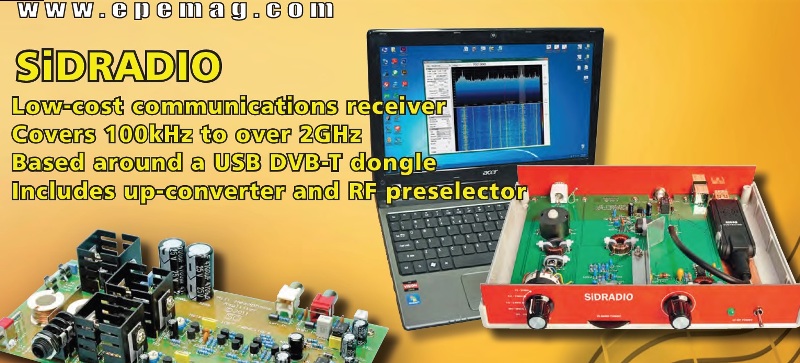 www.epemag.com
SiDRADIO
Low-cost communications receiver
Covers 100kHz to over 2GHz
Based around a USB DVB-T dongle
Includes up-converter and RF preselector
acer
SiDRADIO